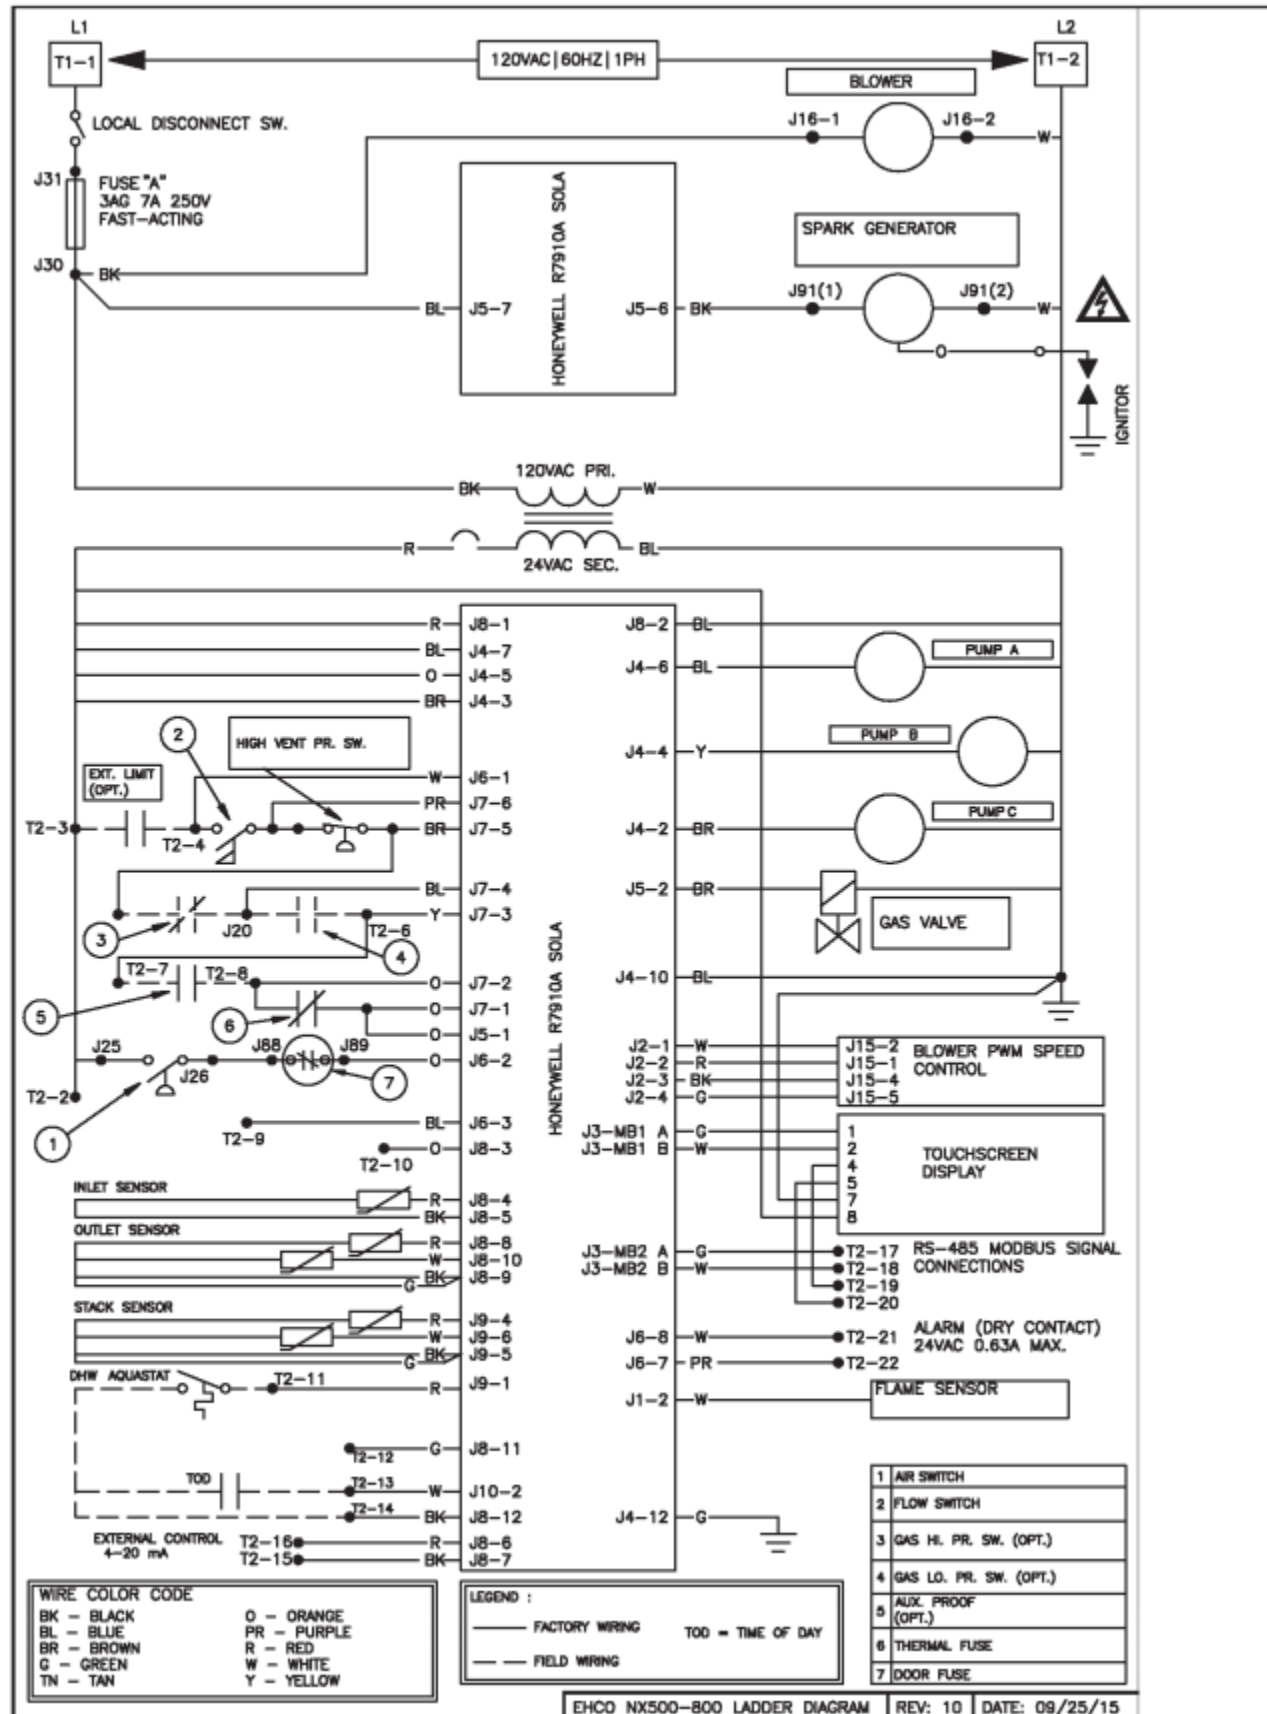 L1
L2
T1-1
120VAC|60HZ|1PH
T1-2
BLOWER
LOCAL DISCONNECT SW.
J16-1
J16-2
W
J31
FUSE "A"
3AG 7A 250V
FAST-ACTING
HONEYWELL R7910A SOLA
SPARK GENERATOR
J30
BK
J91(1)
J91(2)
BL
J5-7
J5-6
BK
W
O
IGNITOR
120VAC PRI.
BK
W
R
BL
24VAC SEC.
HONEYWELL R7910A SOLA
R J8-1
J8-2 BL
BL J4-7
PUMP A
J4-6 BL
O J4-5
BR J4-3
2
HIGH VENT PR. SW.
PUMP B
J4-4 Y
EXT. LIMIT
(OPT.)
W J6-1
PR J7-6
PUMP C
T2-3
T2-4
BR J7-5
J4-2 BR
BL J7-4
J5-2 BR
Y J7-3
GAS VALVE
3
J20
T2-6
4
T2-7
T2-8
O J7-2
J4-10 BL
5
6
O J7-1
O J5-1
J25
J26
J88
J89
O J6-2
7
T2-2
1
J2-1 W J15-2
J2-2 R J15-1
J2-3 BK J15-4
J2-4 G J15-5
BLOWER PWM SPEED
CONTROL
T2-9
BL J6-3
T2-10
O J8-3
J3-MB1 A G 1
J3-MB1 B W 2
4
5
7
8
TOUCHSCREEN
DISPLAY
INLET SENSOR
R J8-4
BK J8-5
OUTLET SENSOR
R J8-8
W J8-10
BK J8-9
G
J3-MB2 A G T2-17
J3-MB2 B W T2-18
T2-19
T2-20
RS-485 MODBUS SIGNAL
CONNECTIONS
STACK SENSOR
R J9-4
W J9-6
BK J9-5
G
J6-8 W T2-21
J6-7 PR T2-22
ALARM (DRY CONTACT)
24VAC 0.63A MAX.
DHW AQUASTAT
T2-11
R J9-1
J1-2 W
FLAME SENSOR
T2-12
G J8-11
TOD
T2-13
W J10-2
T2-14
BK J8-12
J4-12 G
EXTERNAL CONTROL
4-20 mA
T2-16 R J8-6
T2-15 BK J8-7
1 AIR SWITCH
2 FLOW SWITCH
3 GAS HI. PR. SW. (OPT.)
4 GAS LO. PR. SW. (OPT.)
5 AUX. PROOF
(OPT.)
6 THERMAL FUSE
7 DOOR FUSE
WIRE COLOR CODE
BK - BLACK O - ORANGE
BL - BLUE PR - PURPLE
BR - BROWN R - RED
G - GREEN W - WHITE
TN - TAN Y - YELLOW
LEGEND :
FACTORY WIRING
TOD = TIME OF DAY
FIELD WIRING
EHCO NX500-800 LADDER DIAGRAM
REV: 10
DATE: 09/25/15